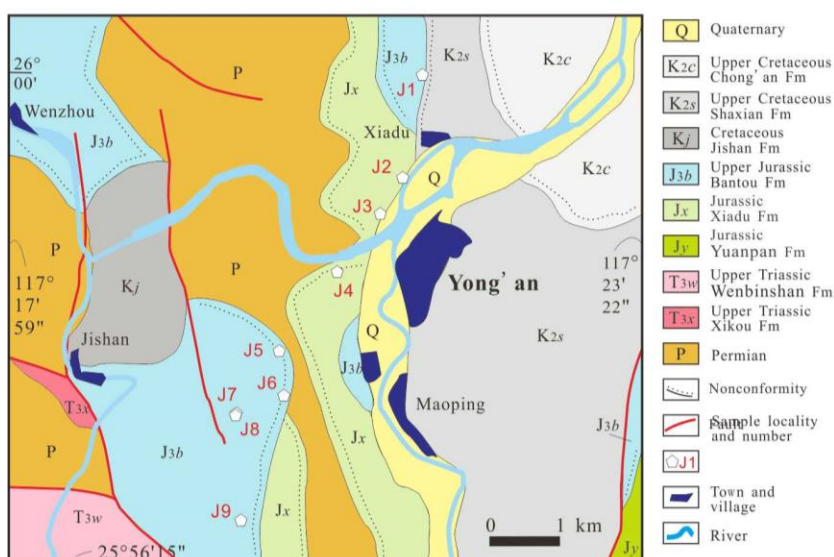 26°
00'
P
Jx
J3b
K2s
K2c
J1
Wenzhou
J3b
Xiadu
J2
Q
K2c
J3
P
P
J4
Yong' an
117°
17'
59"
117°
23'
22"
Kj
Jishan
J5
Q
J3b
K2s
J6
J7
J8
T3x
Maoping
P
J3b
Jx
J3b
Jx
J9
T3w
25°56'15"
0 1 km
Jy
Q Quaternary
K2c Upper Cretaceous
Chong' an Fm
K2s Upper Cretaceous
Shaxian Fm
Kj Cretaceous
Jishan Fm
J3b Upper Jurassic
Bantou Fm
Jx Jurassic
Xiadu Fm
Jy Jurassic
Yuanpan Fm
T3w Upper Triassic
Wenbinshan Fm
T3x Upper Triassic
Xikou Fm
P Permian
Nonconformity
Fault
Sample locality
and number
J1
Town and
village
River